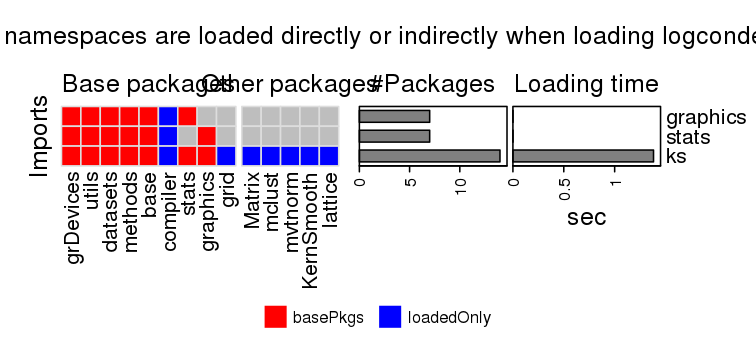 namespaces are loaded directly or indirectly when loading logconde
Base packages
Other packages
#Packages
Loading time
Imports
graphics
stats
ks
grDevices
utils
datasets
methods
base
compiler
stats
graphics
grid
Matrix
mclust
mvtnorm
KernSmooth
lattice
0
5
10
0
0.5
1
sec
basePkgs
loadedOnly